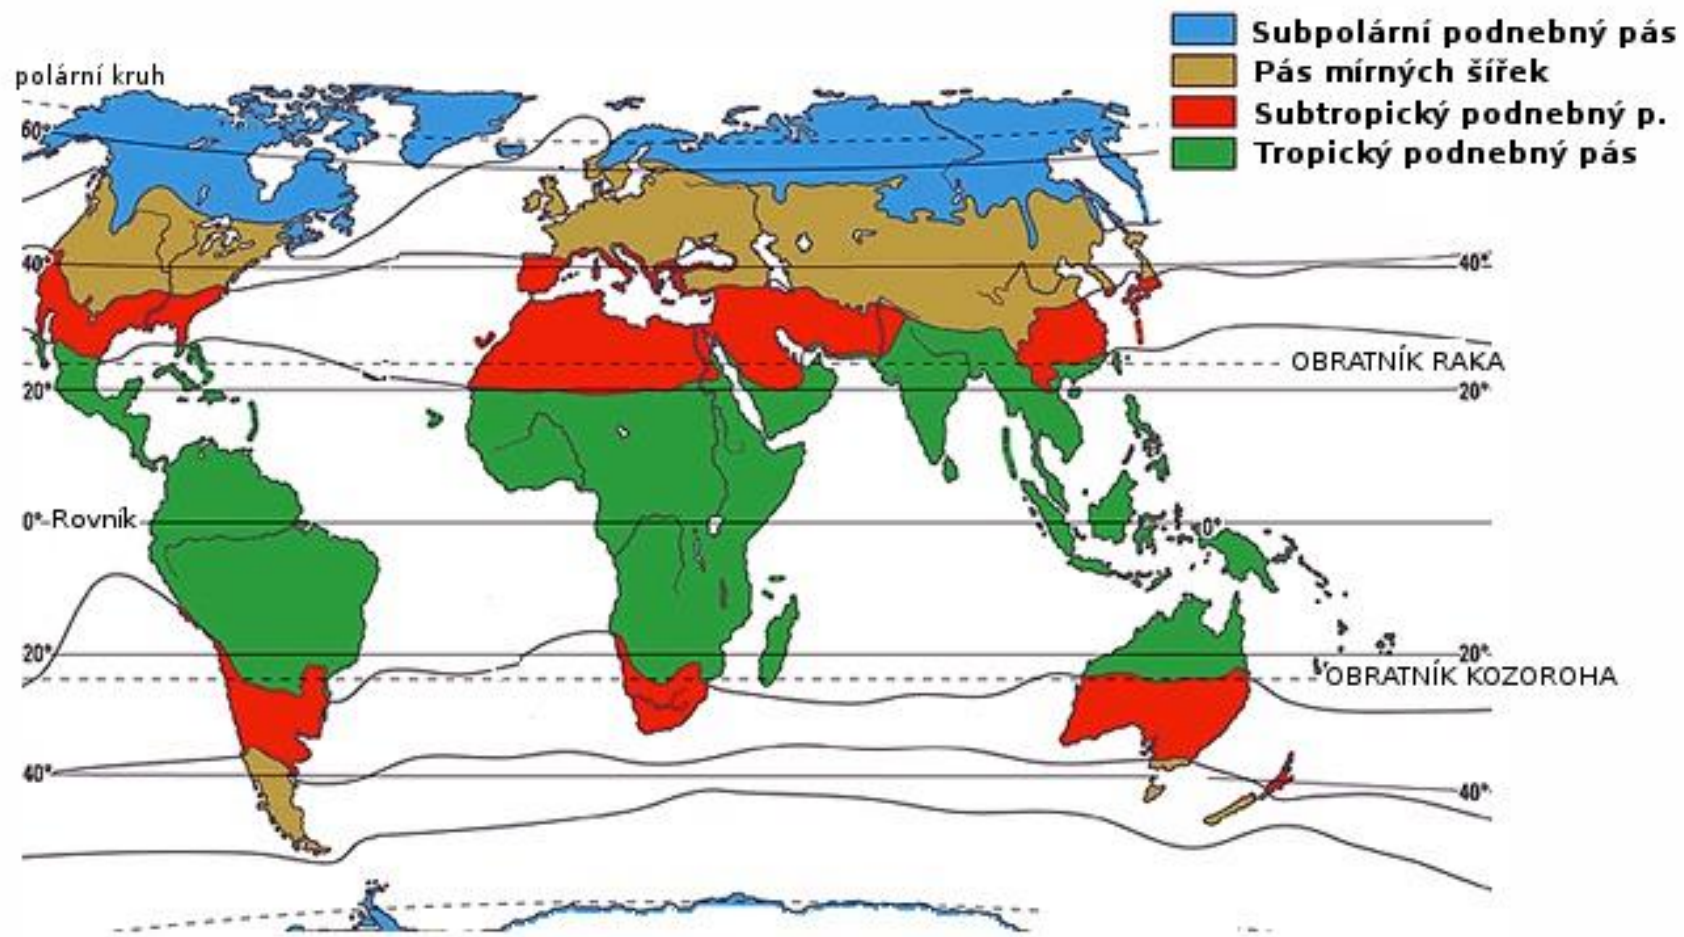 Subpolární podnebný pás
Pás mírných šířek
Subtropický podnebný p.
Tropický podnebný pás
polární kruh
60°
40° 40°
OBRATNÍK RAKA
20° 20°
0° Rovník 0°
20° 20°
OBRATNÍK KOZOROHA
40° 40°